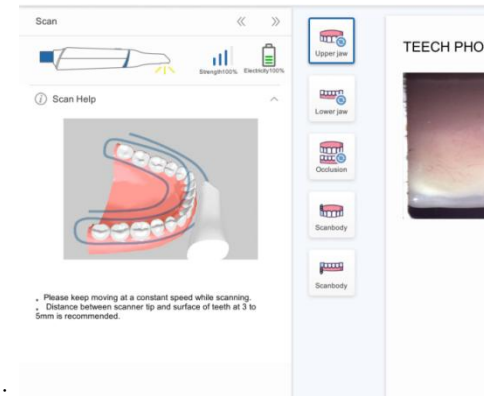 Scan
Strength100% Electricity100%
Scan Help
. Please keep moving at a constant speed while scanning.
. Distance between scanner tip and surface of teeth at 3 to
5mm is recommended.
Upper jaw
Lower jaw
Occlusion
Scanbody
Scanbody
TEECH PHO